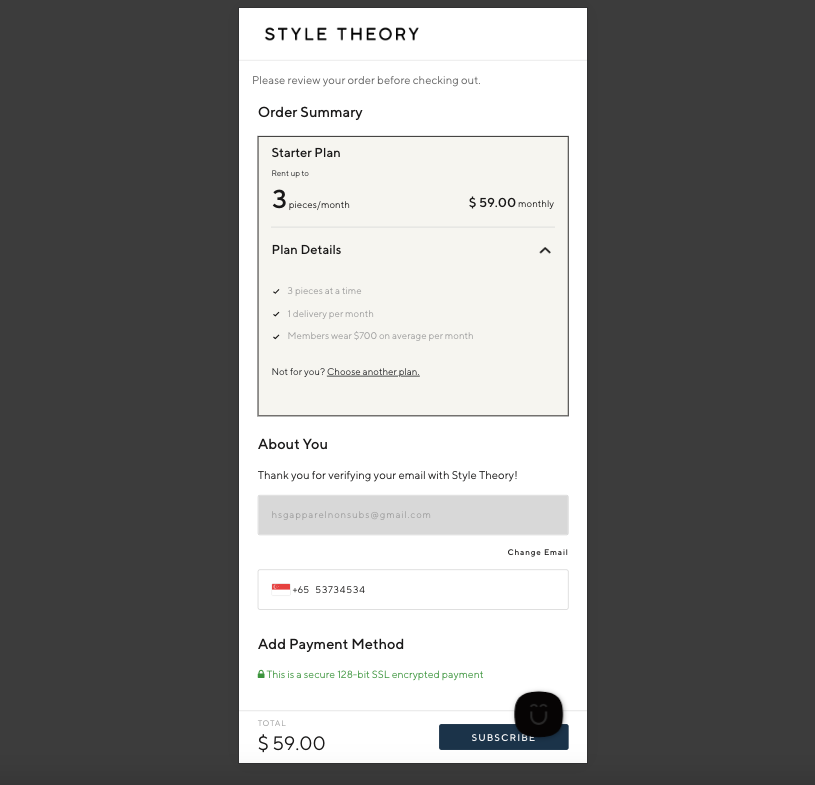 STYLE THEORY
Please review your order before checking out.
Order Summary
Starter Plan
Rent up to
3 pieces/month
$ 59.00 monthly
Plan Details
3 pieces at a time
1 delivery per month
Members wear $700 on average per month
Not for you? Choose another plan.
About You
Thank you for verifying your email with Style Theory!
hsgapparelnonsubs@gmail.com
Change Email
+65 53734534
Add Payment Method
This is a secure 128-bit SSL encrypted payment
TOTAL
$ 59.00
SUBSCRIBE